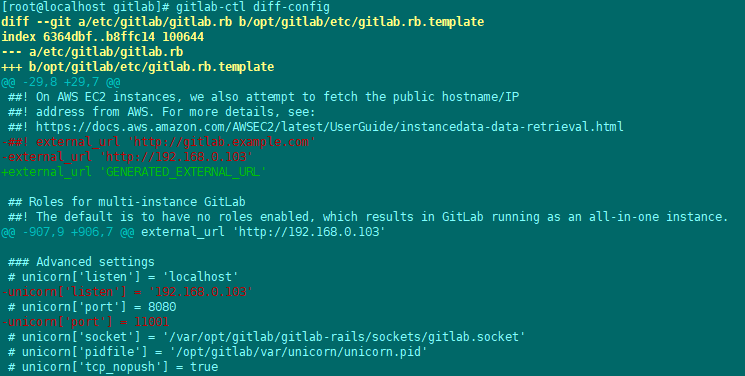 [root@localhost gitlab]# gitlab-ctl diff-config
diff --git a/etc/gitlab/gitlab.rb b/opt/gitlab/etc/gitlab.rb.template
index 6364dbf..b8ffc14 100644
--- a/etc/gitlab/gitlab.rb
+++ b/opt/gitlab/etc/gitlab.rb.template
@@ -29,8 +29,7 @@
 ##! On AWS EC2 instances, we also attempt to fetch the public hostname/IP
 ##! address from AWS. For more details, see:
 ##! https://docs.aws.amazon.com/AWSEC2/latest/UserGuide/instancedata-data-retrieval.html
-##! external_url 'http://gitlab.example.com'
-external_url 'http://192.168.0.103'
+external_url 'GENERATED_EXTERNAL_URL'
 ## Roles for multi-instance GitLab
 ##! The default is to have no roles enabled, which results in GitLab running as an all-in-one instance.
@@ -907,9 +906,7 @@ external_url 'http://192.168.0.103'
 ### Advanced settings
 # unicorn['listen'] = 'localhost'
-unicorn['listen'] = '192.168.0.103'
 # unicorn['port'] = 8080
-unicorn['port'] = 11001
 # unicorn['socket'] = '/var/opt/gitlab/gitlab-rails/sockets/gitlab.socket'
 # unicorn['pidfile'] = '/opt/gitlab/var/unicorn/unicorn.pid'
 # unicorn['tcp_nopush'] = true